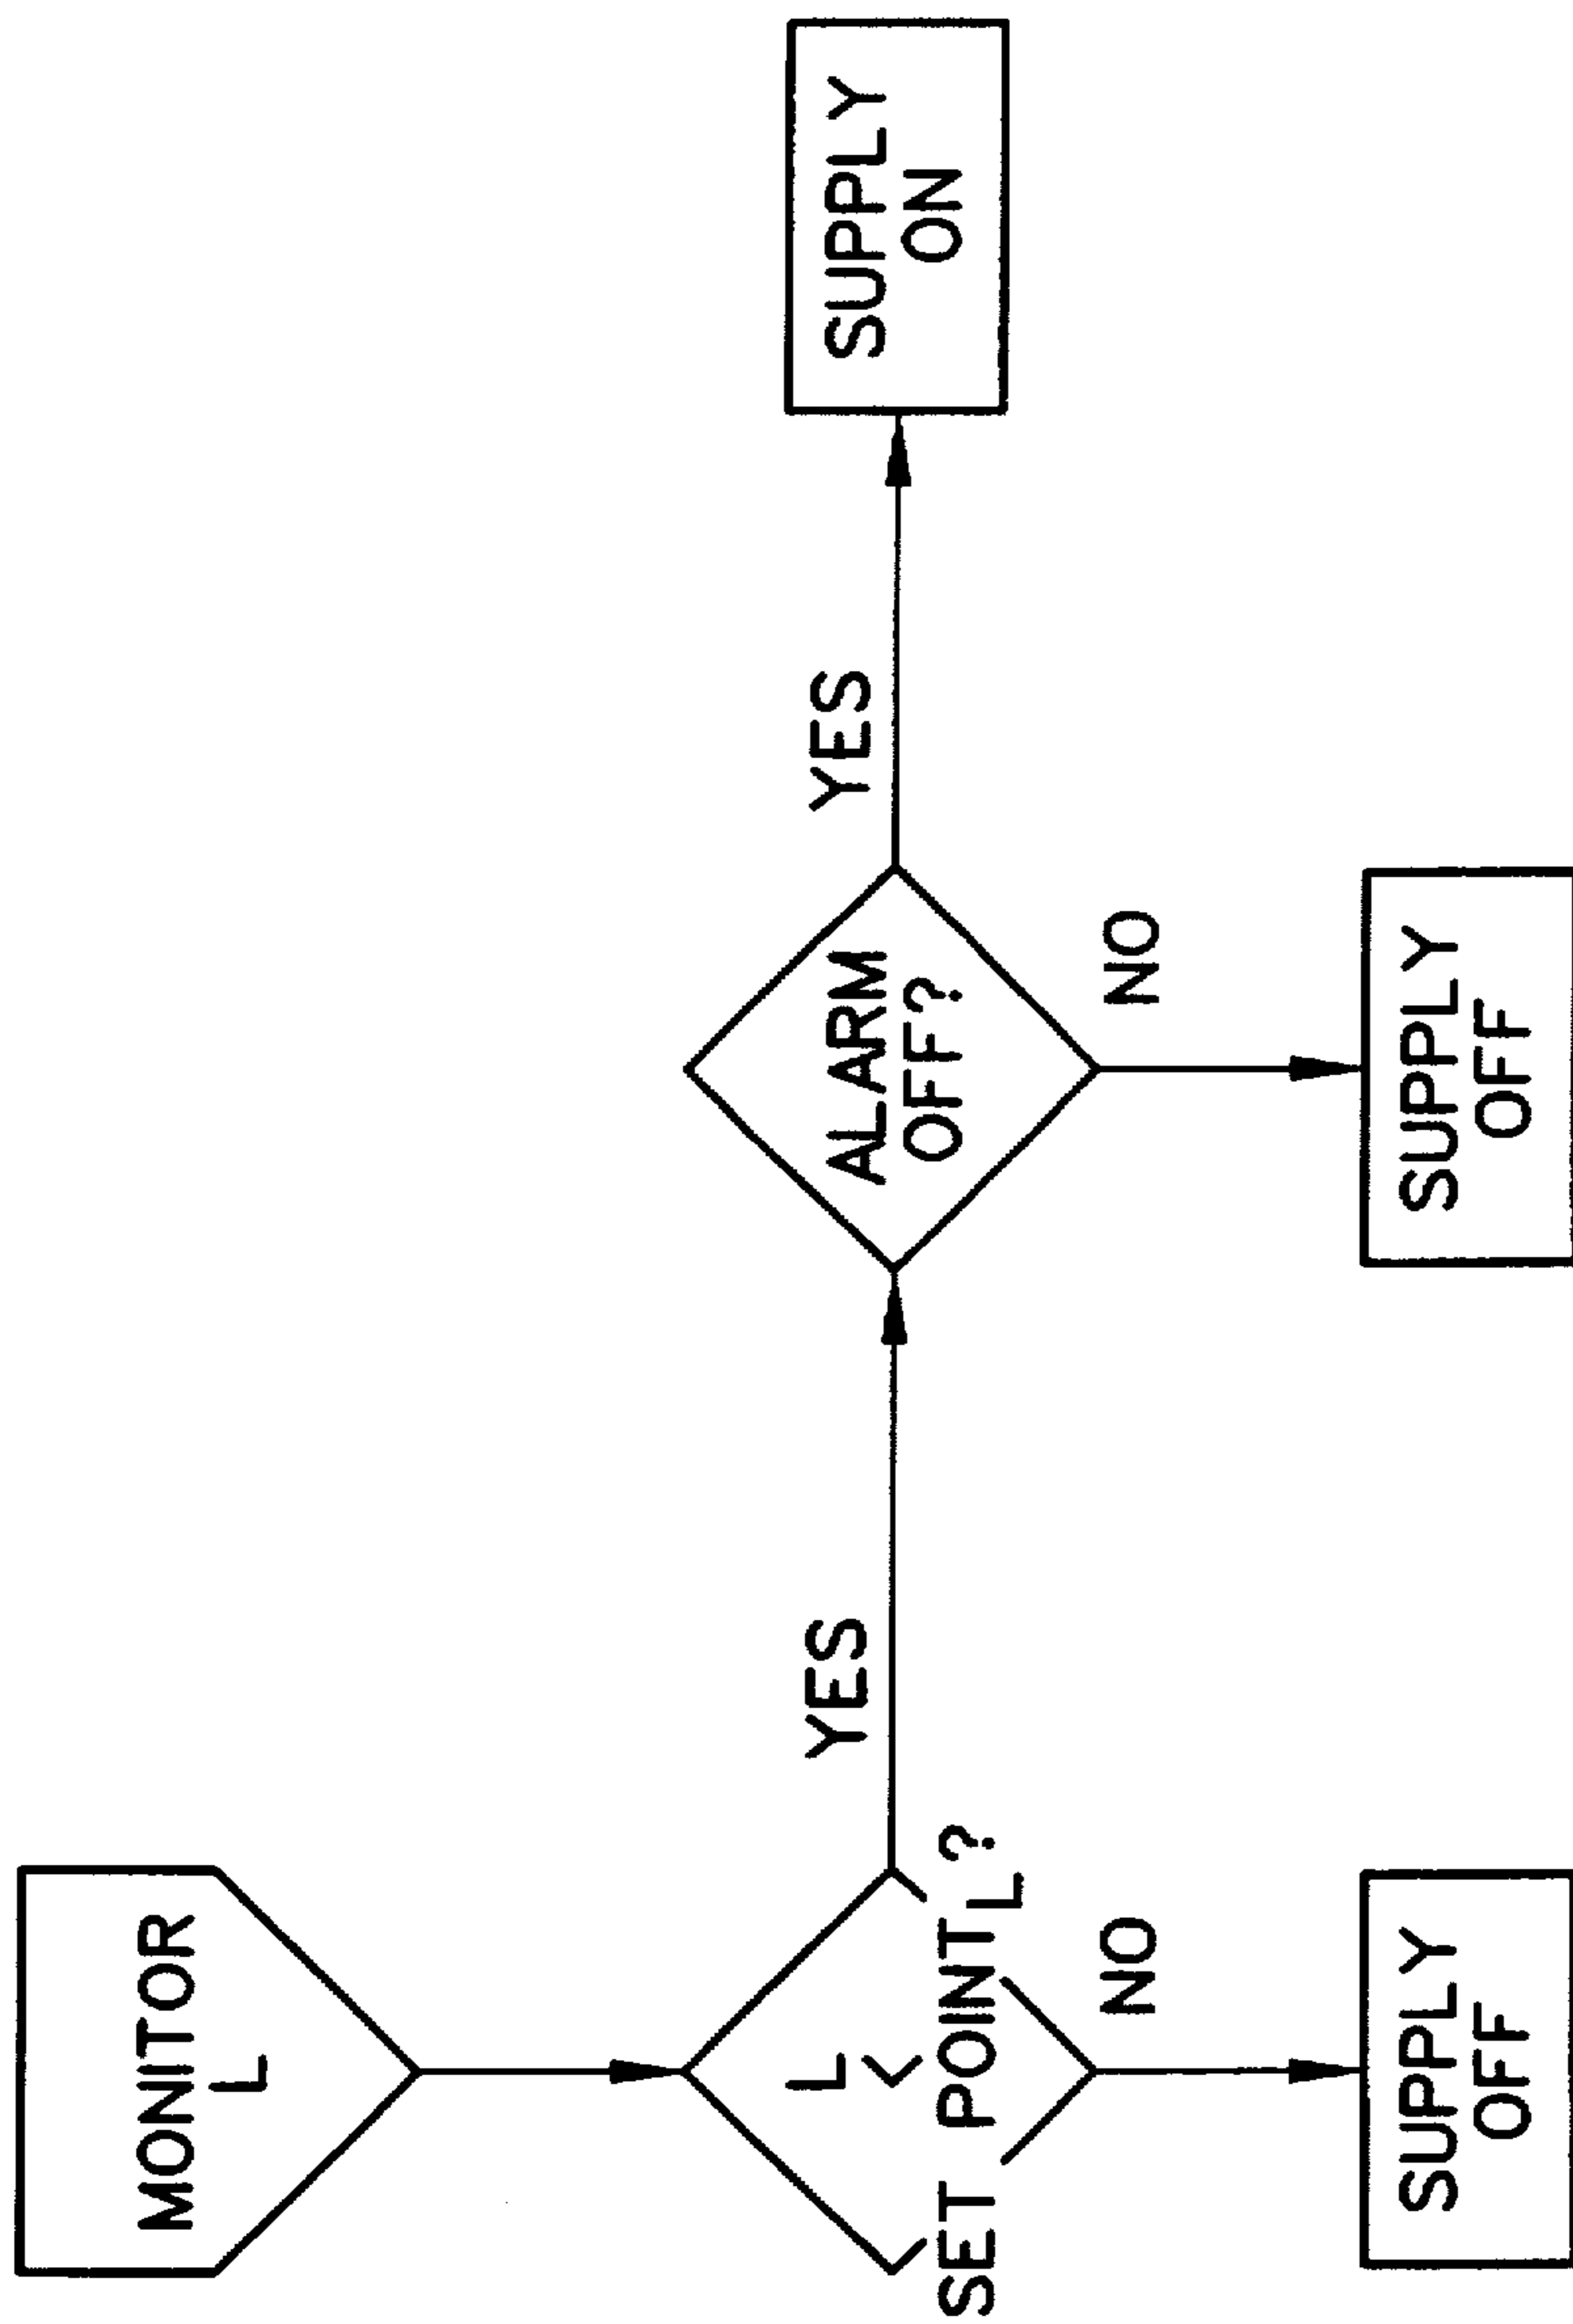 MONITOR
L
L
<
SET POINT L ?
YES
NO
SUPPLY
OFF
ALARM
OFF?
YES
NO
SUPPLY
OFF
SUPPLY
ON